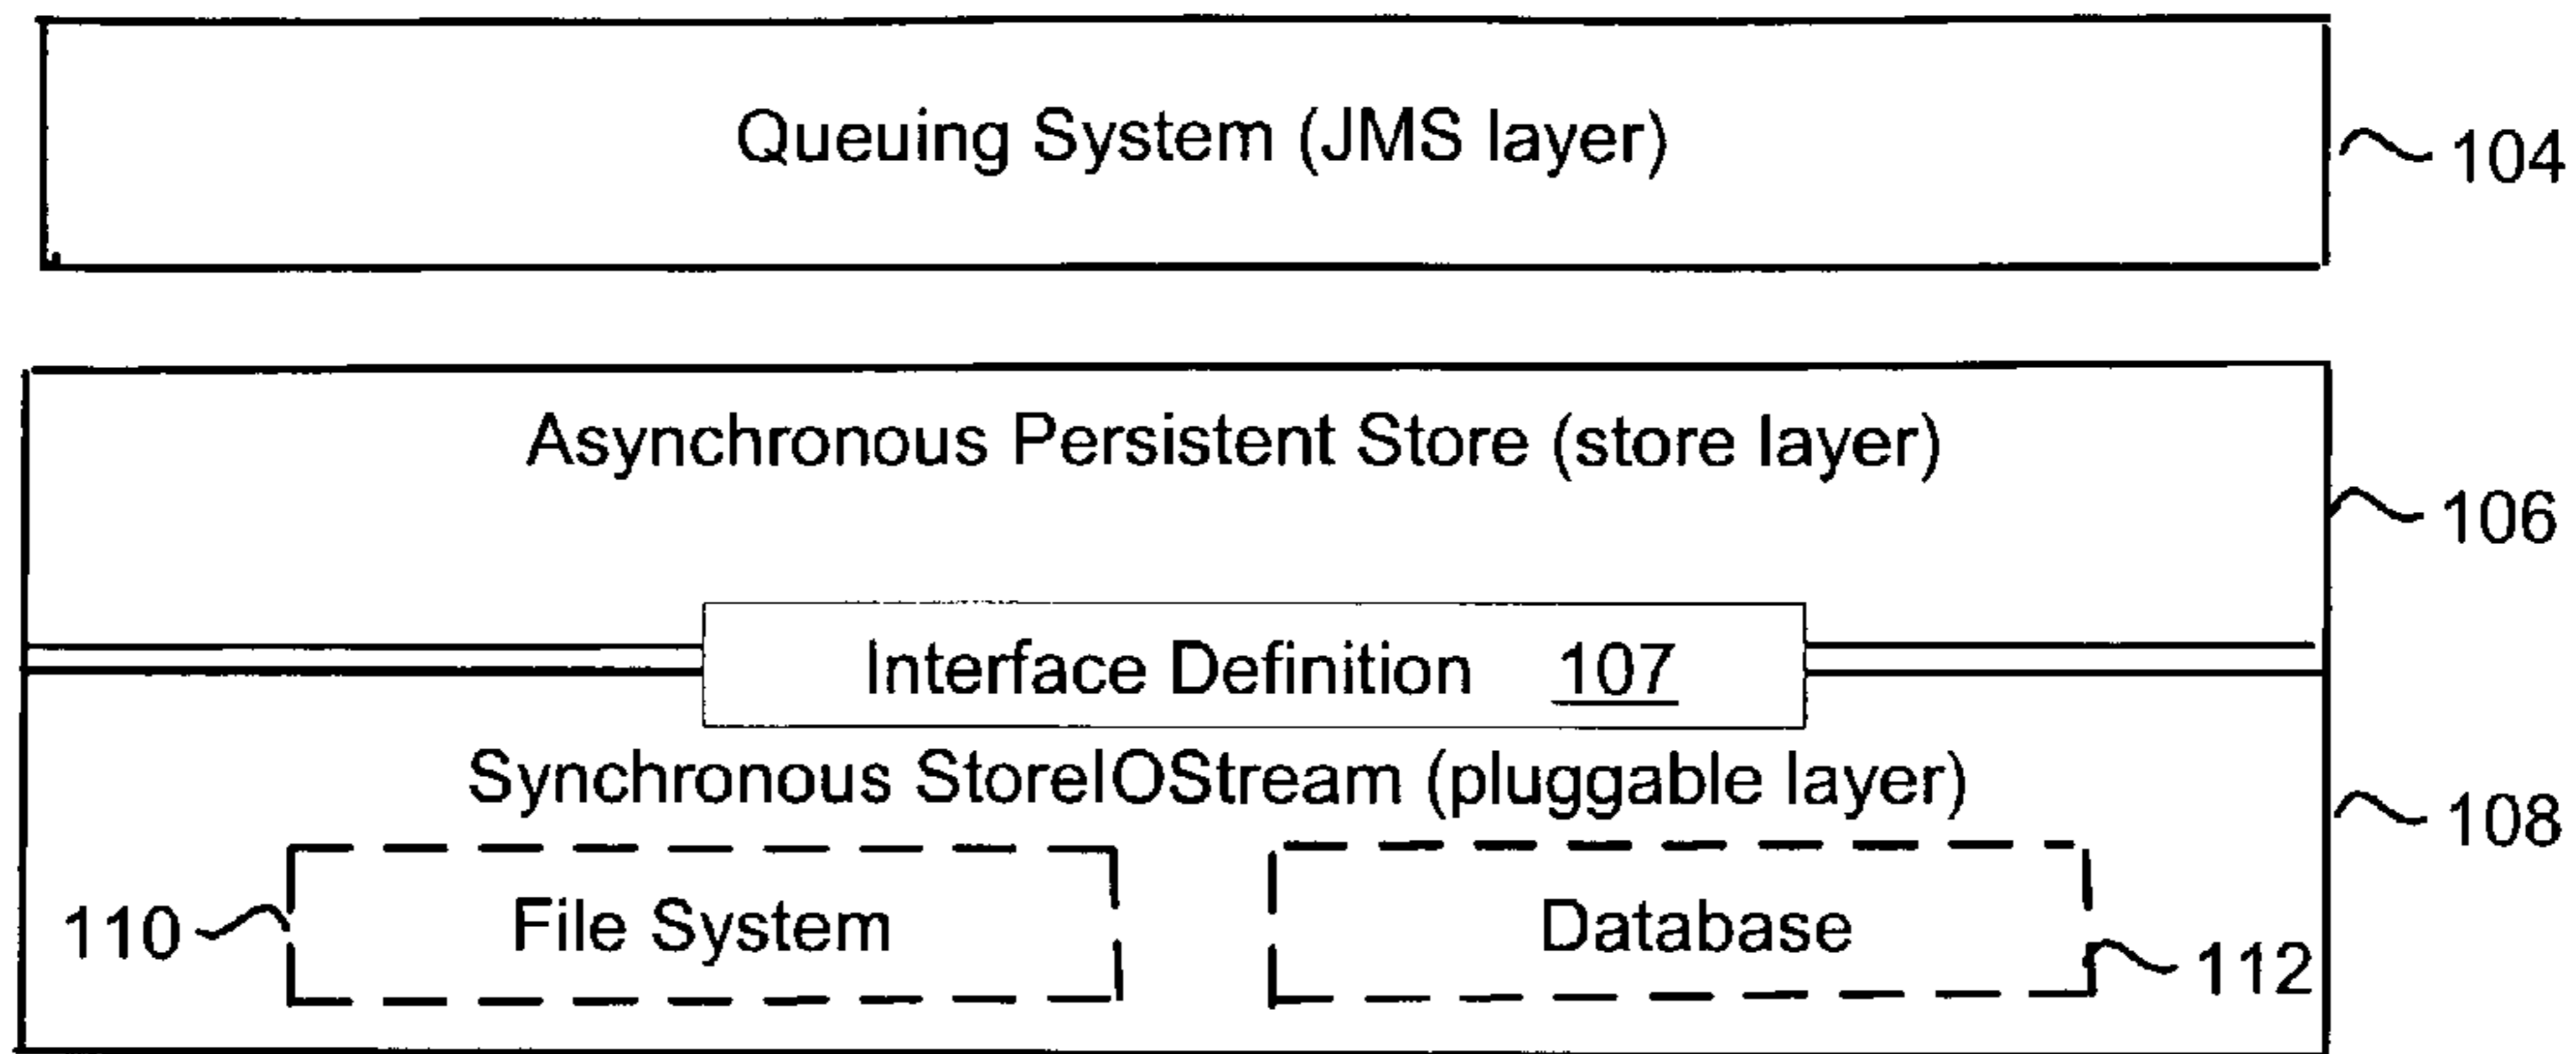 Queuing System (JMS layer)
104
Asynchronous Persistent Store (store layer)
106
Interface Definition 107
Synchronous StoreIOStream (pluggable layer)
108
110
File System
Database
112